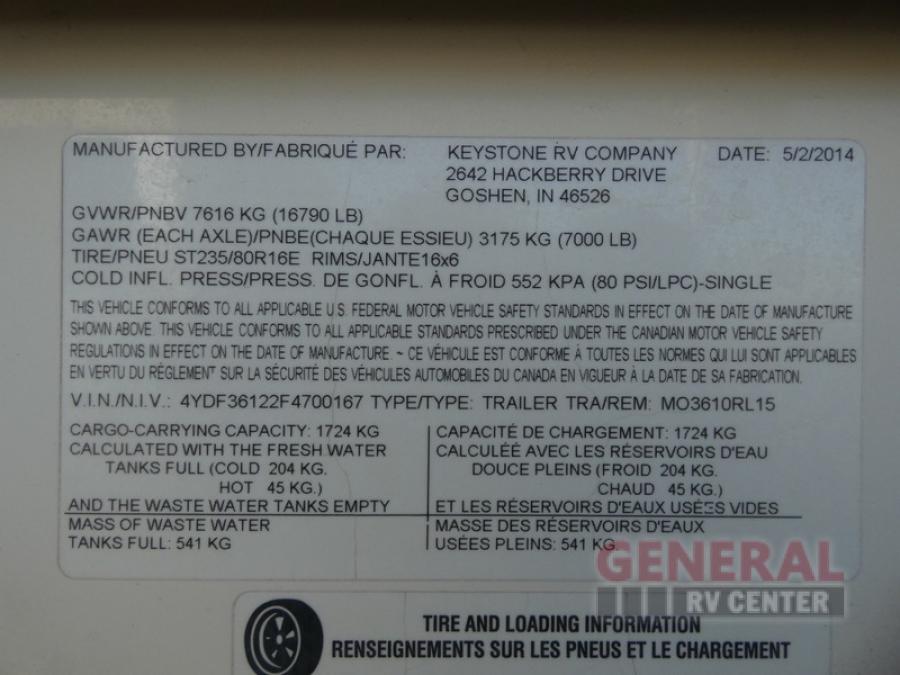 MANUFACTURED BY/FABRIQUÉ PAR: KEYSTONE RV COMPANY DATE: 5/2/2014
2642 HACKBERRY DRIVE
GOSHEN, IN 46526
GVWR/PNBV 7616 KG (16790 LB)
GAWR (EACH AXLE)/PNBE(CHAQUE ESSIEU) 3175 KG (7000 LB)
TIRE/PNEU ST235/80R16E RIMS/JANTE16x6
COLD INFL. PRESS/PRESS. DE GONFL. À FROID 552 KPA (80 PSI/LPC)-SINGLE
THIS VEHICLE CONFORMS TO ALL APPLICABLE U.S. FEDERAL MOTOR VEHICLE SAFETY STANDARDS IN EFFECT ON THE DATE OF MANUFACTURE
SHOWN ABOVE. THIS VEHICLE CONFORMS TO ALL APPLICABLE STANDARDS PRESCRIBED UNDER THE CANADIAN MOTOR VEHICLE SAFETY
REGULATIONS IN EFFECT ON THE DATE OF MANUFACTURE. ~ CE VÉHICULE EST CONFORME À TOUTES LES NORMES QUI LUI SONT APPLICABLES
EN VERTU DU RÉGLEMENT SUR LA SÉCURITÉ DES VÉHICULES AUTOMOBILES DU CANADA EN VIGUEUR À LA DATE DE SA FABRICATION.
V.I.N./N.I.V.: 4YDF36122F4700167 TYPE/TYPE: TRAILER TRA/REM: MO3610RL15
CARGO-CARRYING CAPACITY: 1724 KG
CALCULATED WITH THE FRESH WATER
TANKS FULL (COLD 204 KG.
HOT 45 KG.)
AND THE WASTE WATER TANKS EMPTY
MASS OF WASTE WATER
TANKS FULL: 541 KG
CAPACITÉ DE CHARGEMENT: 1724 KG
CALCULÉE AVEC LES RÉSERVOIRS D'EAU
DOUCE PLEINS (FROID 204 KG.
CHAUD 45 KG.)
ET LES RÉSERVOIRS D'EAUX USÉES VIDES
MASSE DES RÉSERVOIRS D'EAUX
USÉES PLEINS: 541 KG
GENERAL
RV CENTER
TIRE AND LOADING INFORMATION
RENSEIGNEMENTS SUR LES PNEUS ET LE CHARGEMENT